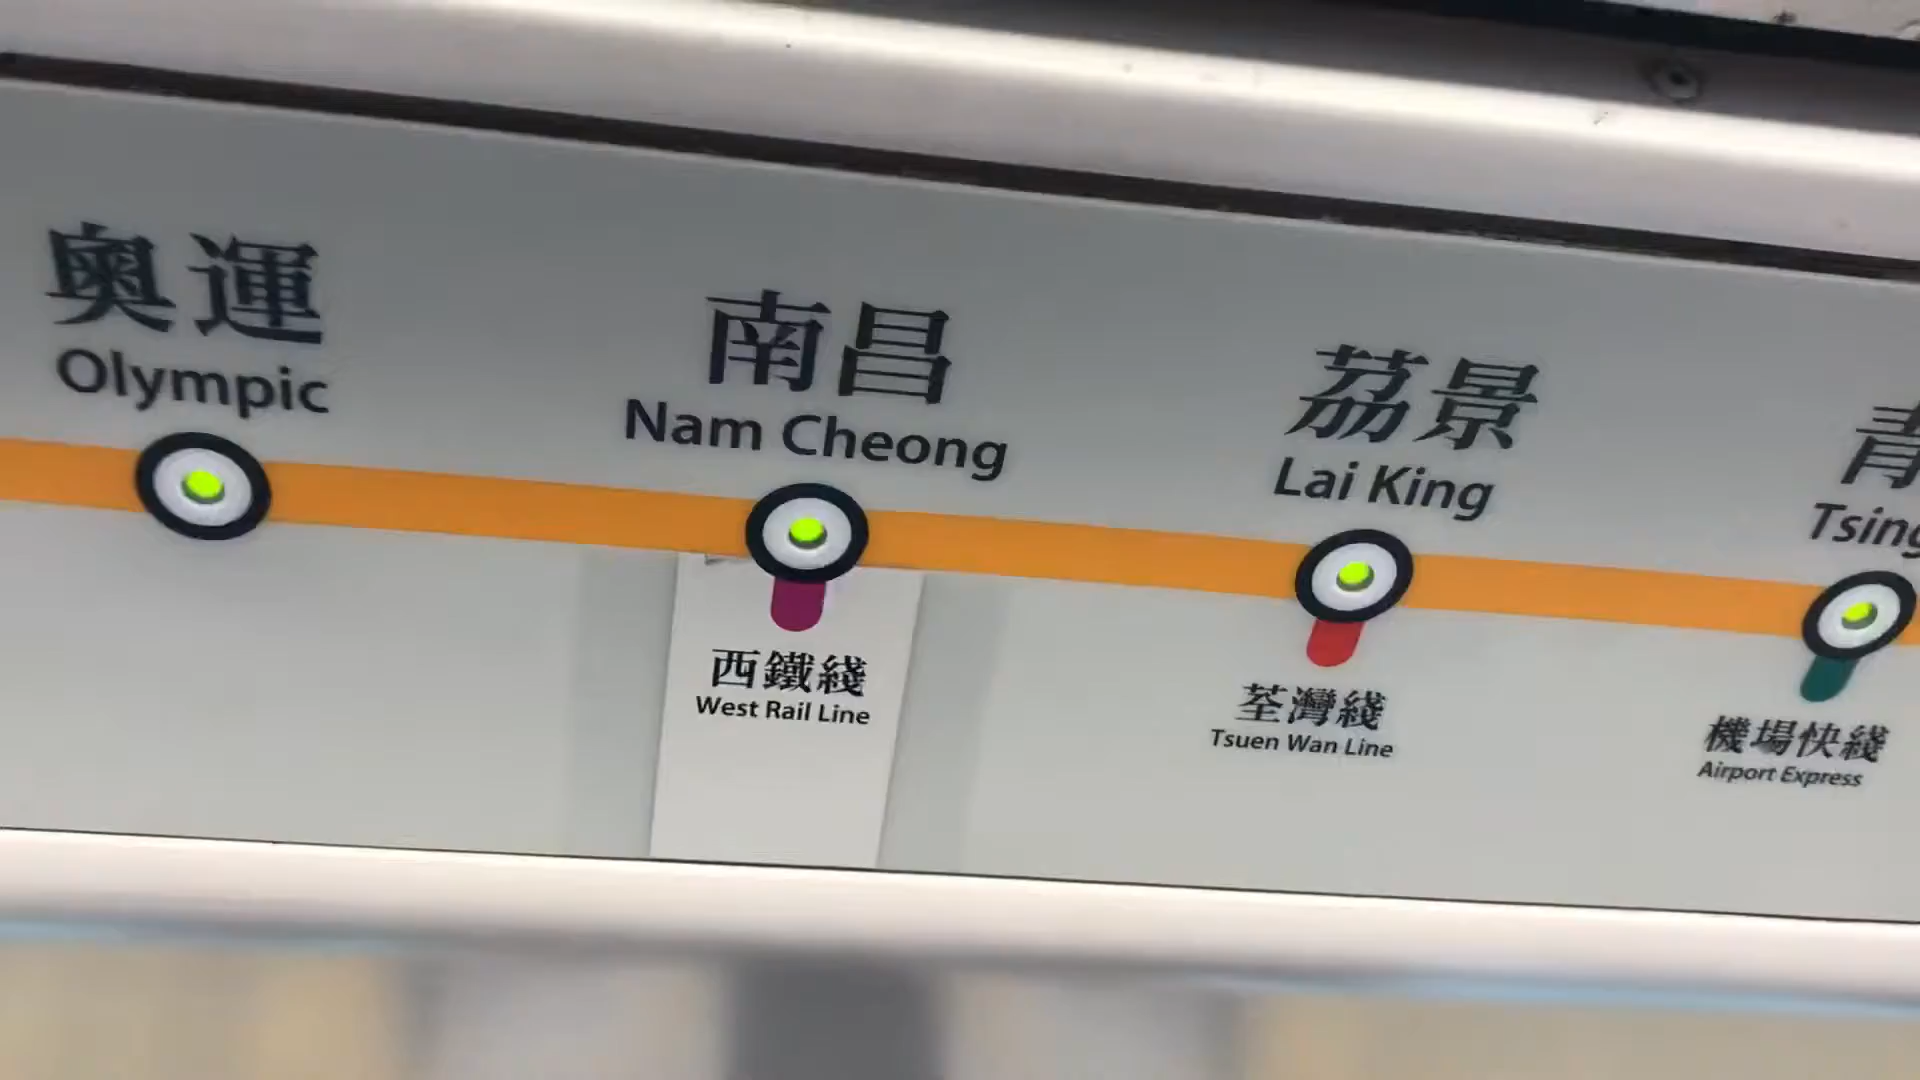 奧運
Olympic
南昌
Nam Cheong
荔景
Lai King
青
Tsing
西鐵綫
West Rail Line
荃灣綫
Tsuen Wan Line
機場快綫
Airport Express